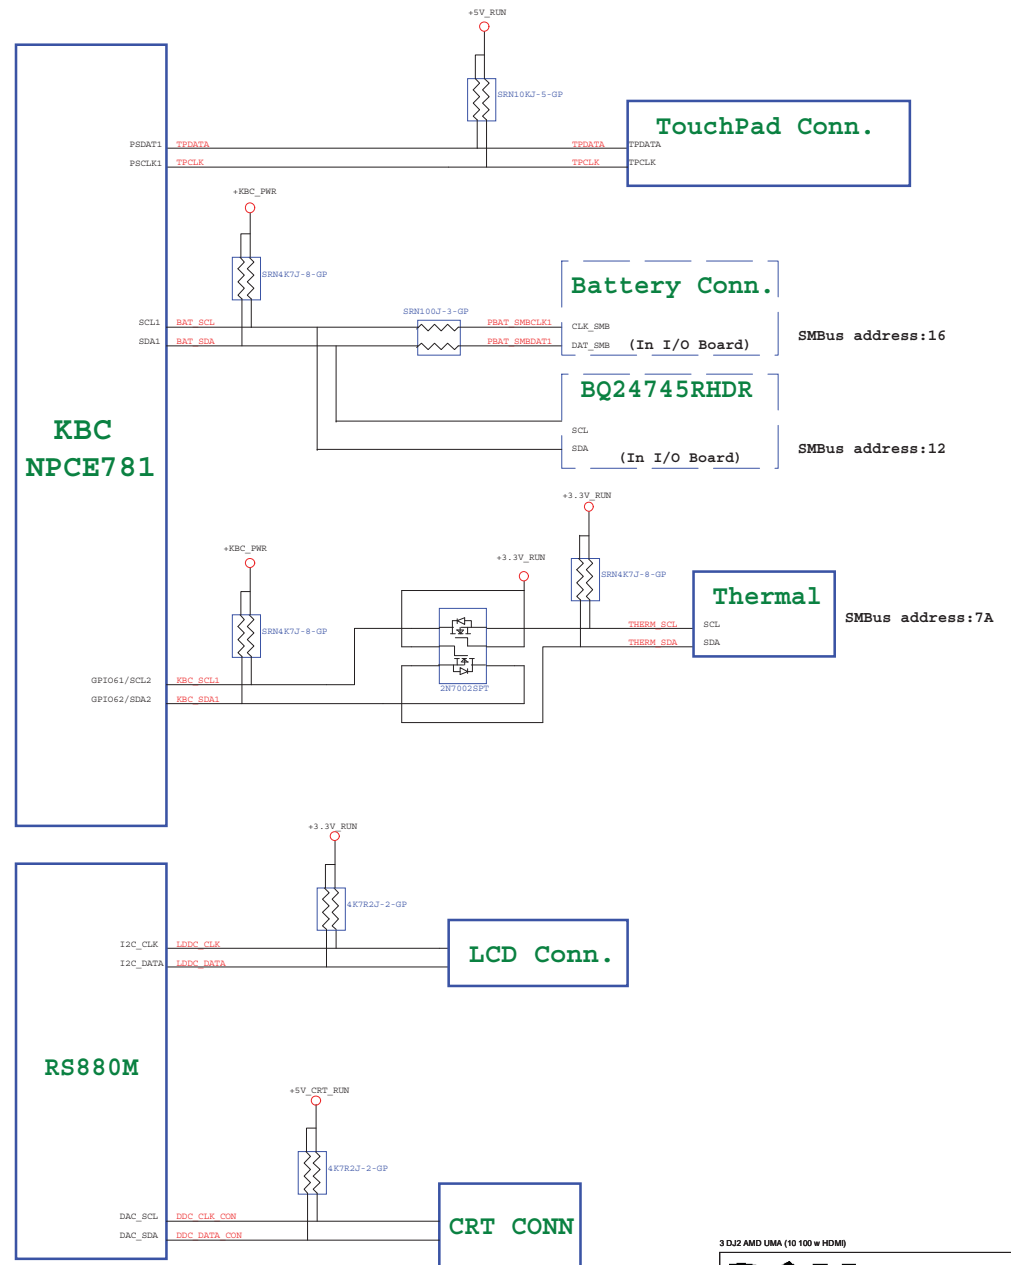 +5V_RUN
SRN10KJ-5-GP
TouchPad Conn.
PSDAT1 TPDATA TPDATA TPDATA
PSCLK1 TPCLK TPCLK TPCLK
+KBC_PWR
SRN4K7J-8-GP
Battery Conn.
SRN100J-3-GP
SCL1 BAT_SCL PBAT_SMBCLK1 CLK_SMB
SMBus address:16
SDA1 BAT_SDA PBAT_SMBDAT1 DAT_SMB (In I/O Board)
BQ24745RHDR
KBC
SCL
SDA
SMBus address:12
(In I/O Board)
NPCE781
+3.3V_RUN
+KBC_PWR
+3.3V_RUN
SRN4K7J-8-GP
Thermal
SMBus address:7A
SRN4K7J-8-GP
THERM_SCL SCL
THERM_SDA SDA
GPIO61/SCL2 KBC_SCL1
2N7002SPT
GPIO62/SDA2 KBC_SDA1
+3.3V_RUN
4K7R2J-2-GP
I2C_CLK LDDC_CLK
LCD Conn.
I2C_DATA LDDC_DATA
RS880M
+5V_CRT_RUN
4K7R2J-2-GP
DAC_SCL DDC_CLK_CON
CRT CONN
DAC_SDA DDC_DATA_CON
3 DJ2 AMD UMA (10 100 w HDMI)